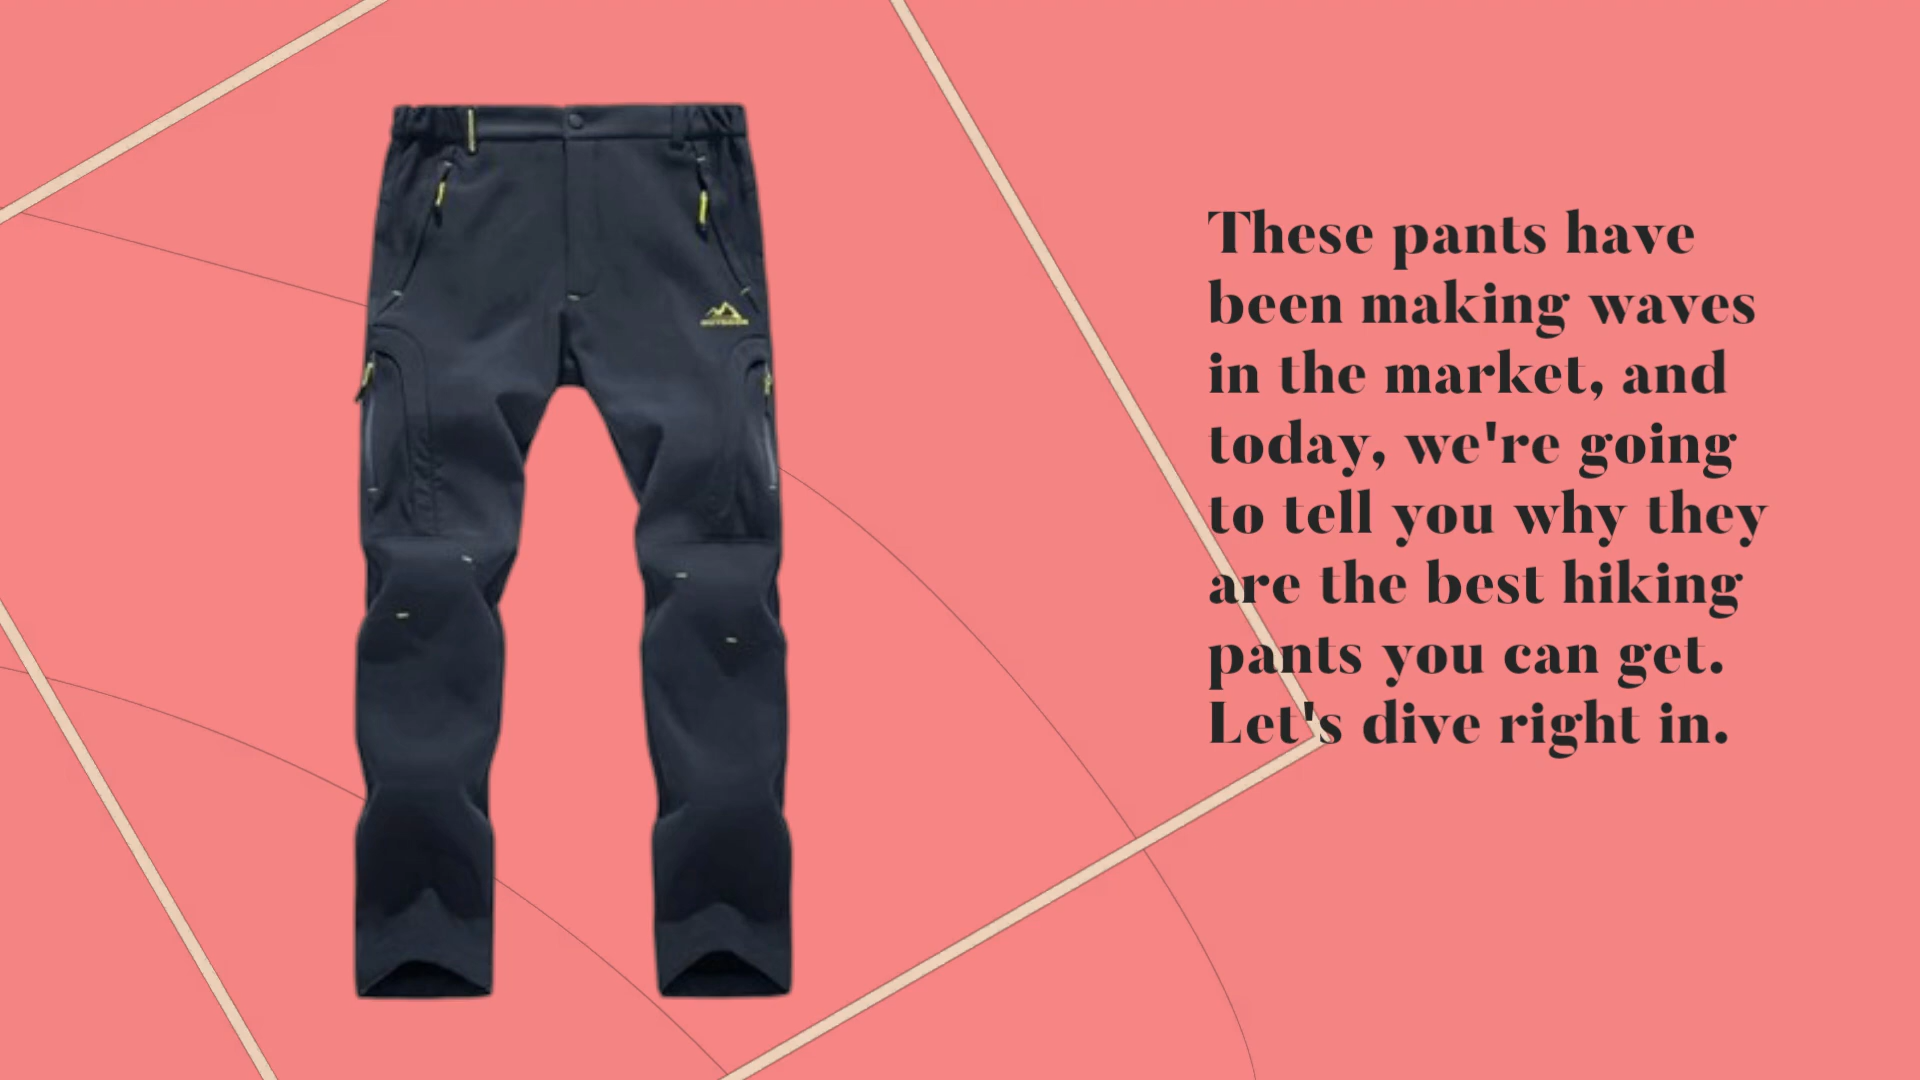 These pants have
been making waves
in the market, and
today, we're going
to tell you why they
are the best hiking
pants you can get.
Let's dive right in.